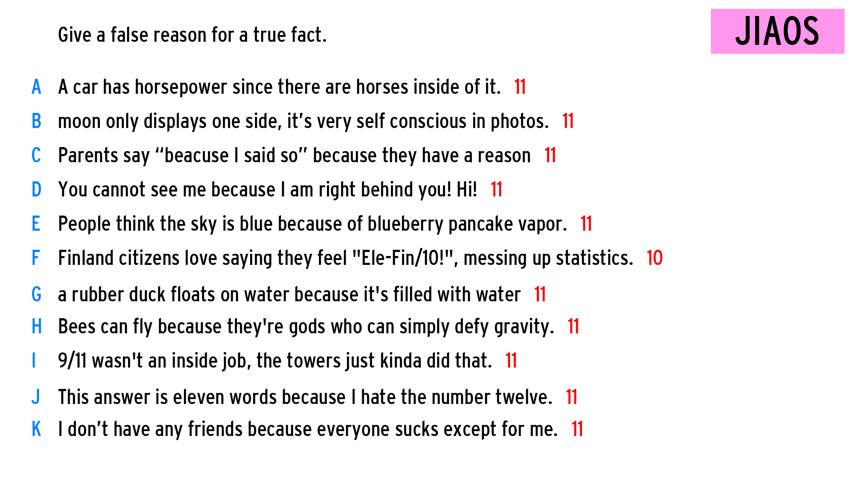 Give a false reason for a true fact.
JIAOS
A A car has horsepower since there are horses inside of it. 11
B moon only displays one side, it's very self conscious in photos. 11
C Parents say “beacuse I said so” because they have a reason 11
D You cannot see me because I am right behind you! Hi! 11
E People think the sky is blue because of blueberry pancake vapor. 11
F Finland citizens love saying they feel "Ele-Fin/10!", messing up statistics. 10
G a rubber duck floats on water because it's filled with water 11
H Bees can fly because they're gods who can simply defy gravity. 11
I 9/11 wasn't an inside job, the towers just kinda did that. 11
J This answer is eleven words because I hate the number twelve. 11
K I don’t have any friends because everyone sucks except for me. 11